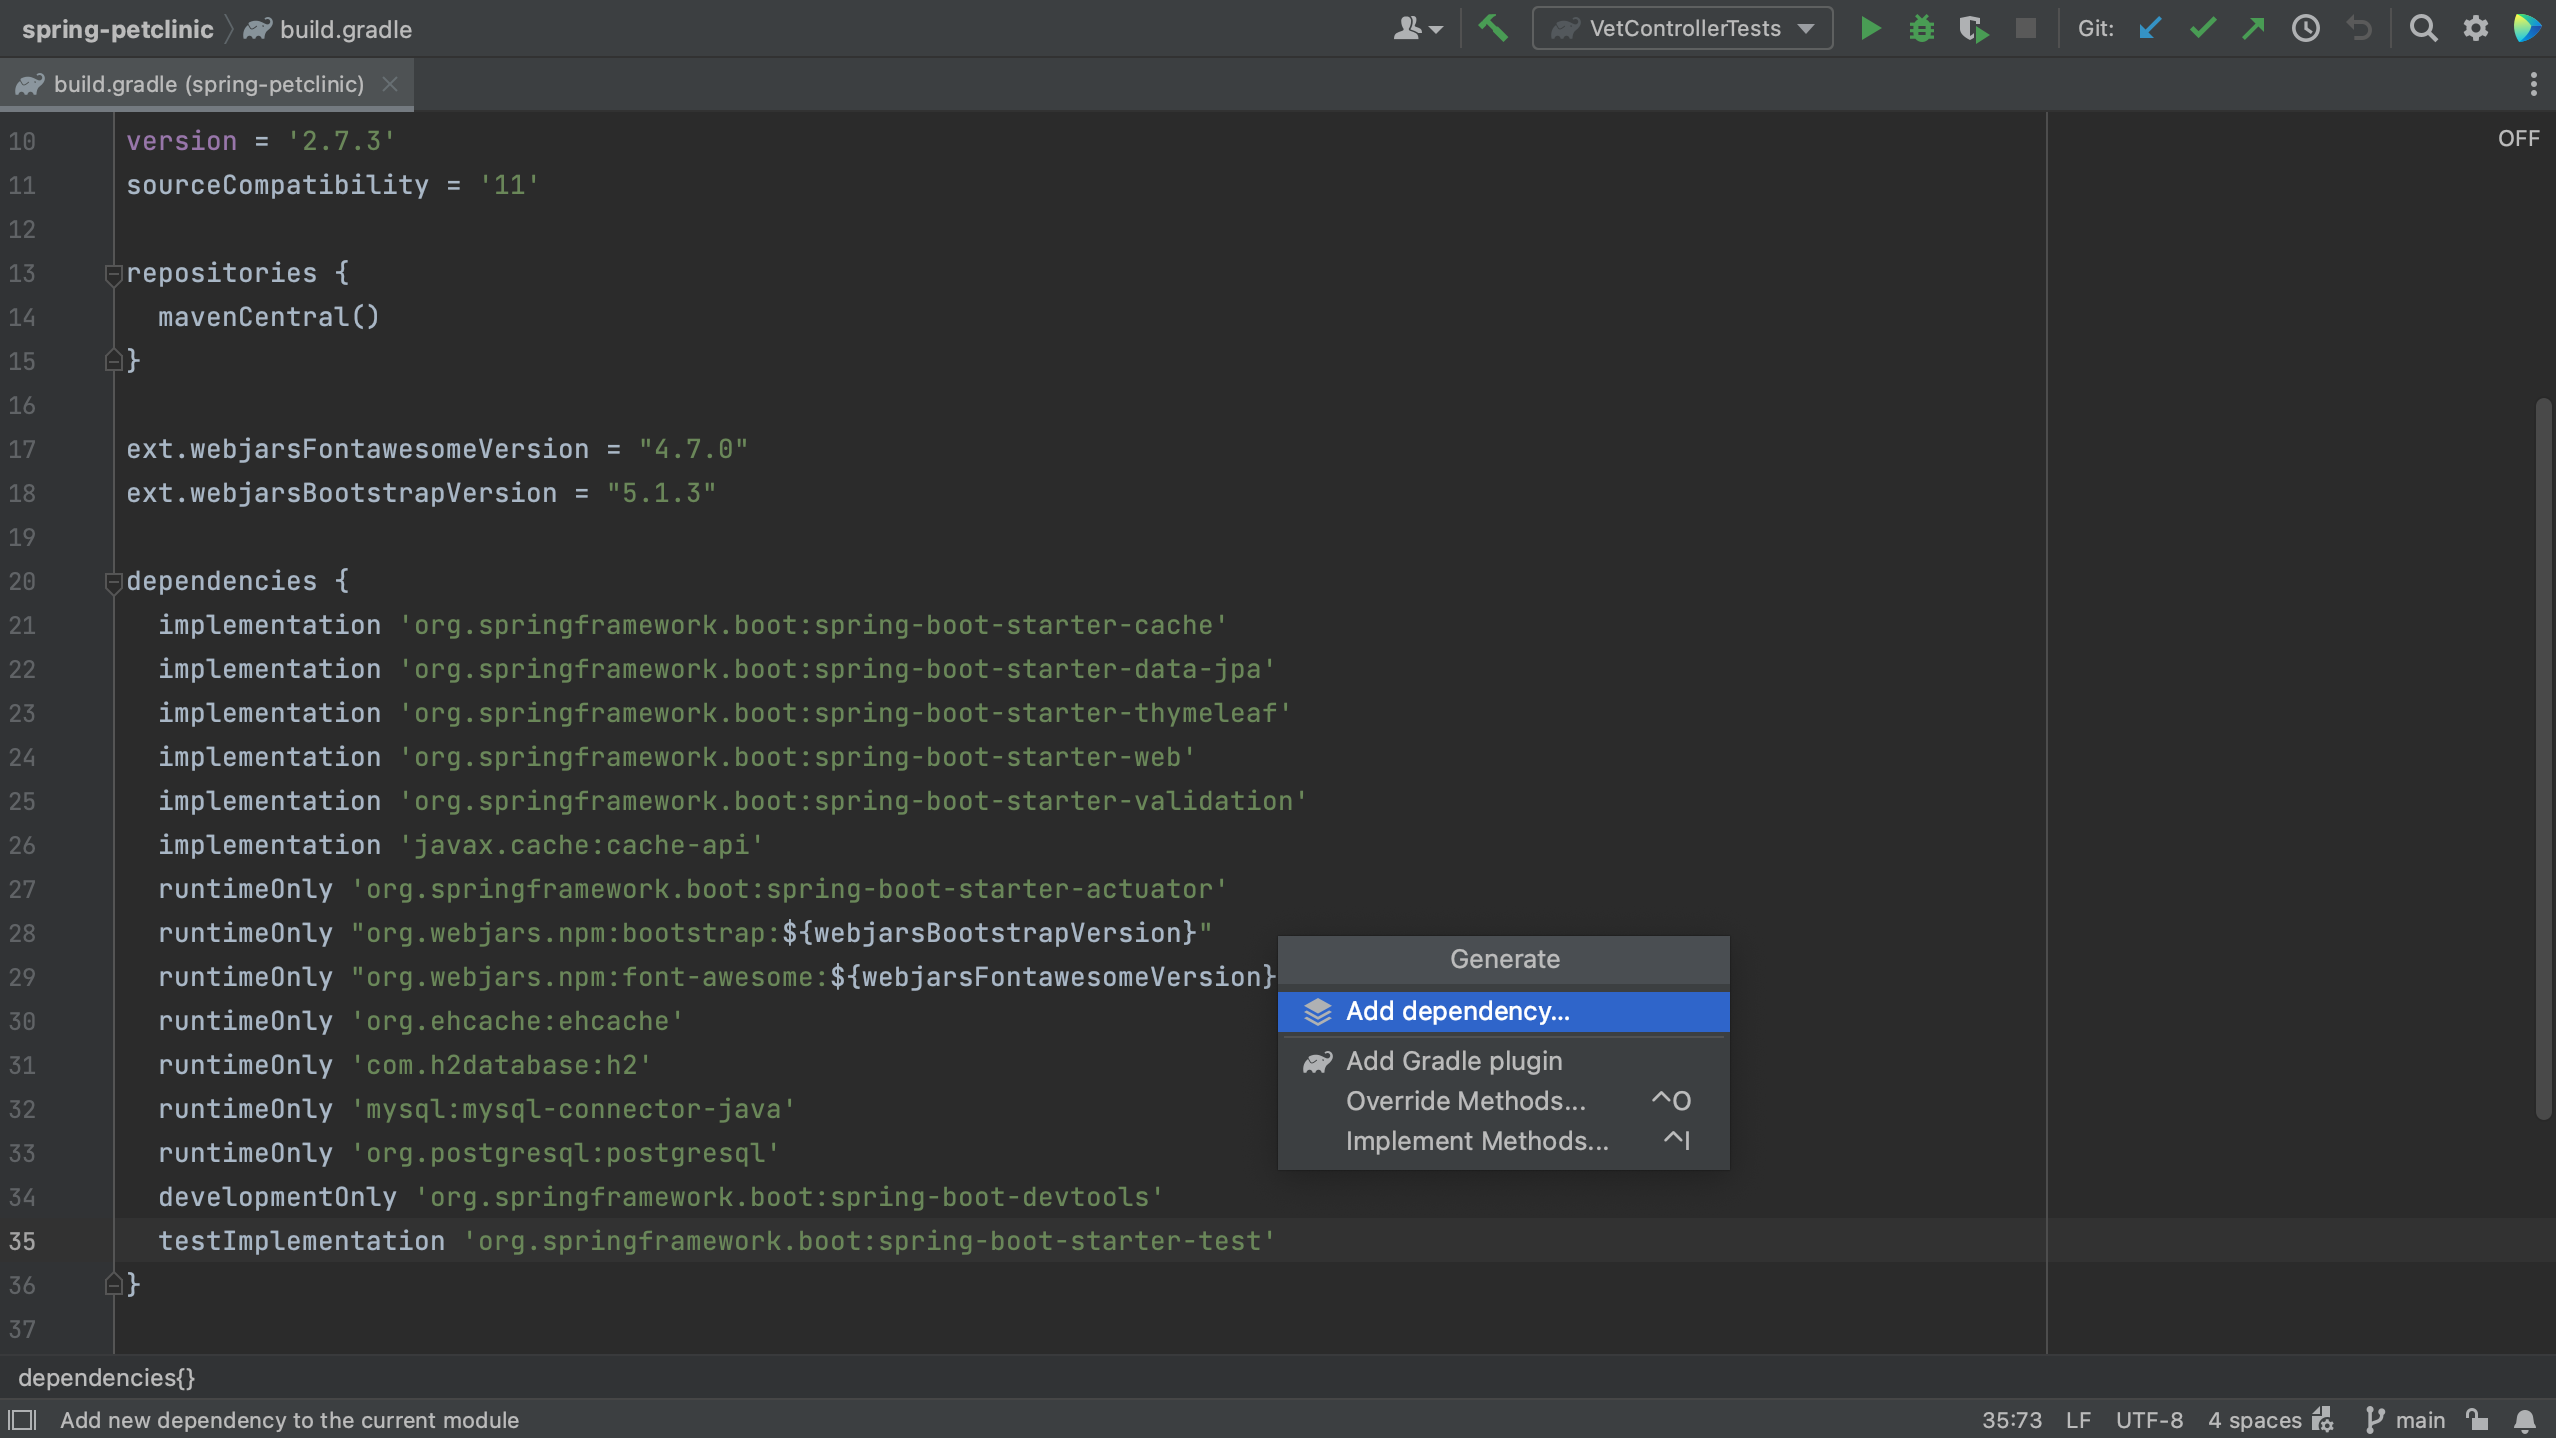 spring-petclinic build.gradle VetControllerTests Git:
build.gradle (spring-petclinic)
OFF
10 version = '2.7.3'
11 sourceCompatibility = '11'
12
13 repositories {
14 mavenCentral()
15 }
16
17 ext.webjarsFontawesomeVersion = "4.7.0"
18 ext.webjarsBootstrapVersion = "5.1.3"
19
20 dependencies {
21 implementation 'org.springframework.boot:spring-boot-starter-cache'
22 implementation 'org.springframework.boot:spring-boot-starter-data-jpa'
23 implementation 'org.springframework.boot:spring-boot-starter-thymeleaf'
24 implementation 'org.springframework.boot:spring-boot-starter-web'
25 implementation 'org.springframework.boot:spring-boot-starter-validation'
26 implementation 'javax.cache:cache-api'
27 runtimeOnly 'org.springframework.boot:spring-boot-starter-actuator'
28 runtimeOnly "org.webjars.npm:bootstrap:${webjarsBootstrapVersion}"
29 runtimeOnly "org.webjars.npm:font-awesome:${webjarsFontawesomeVersion}
30 runtimeOnly 'org.ehcache:ehcache'
31 runtimeOnly 'com.h2database:h2'
32 runtimeOnly 'mysql:mysql-connector-java'
33 runtimeOnly 'org.postgresql:postgresql'
34 developmentOnly 'org.springframework.boot:spring-boot-devtools'
35 testImplementation 'org.springframework.boot:spring-boot-starter-test'
36 }
37
Generate
Add dependency...
Add Gradle plugin
Override Methods... ^O
Implement Methods... ^I
dependencies{}
Add new dependency to the current module 35:73 LF UTF-8 4 spaces main